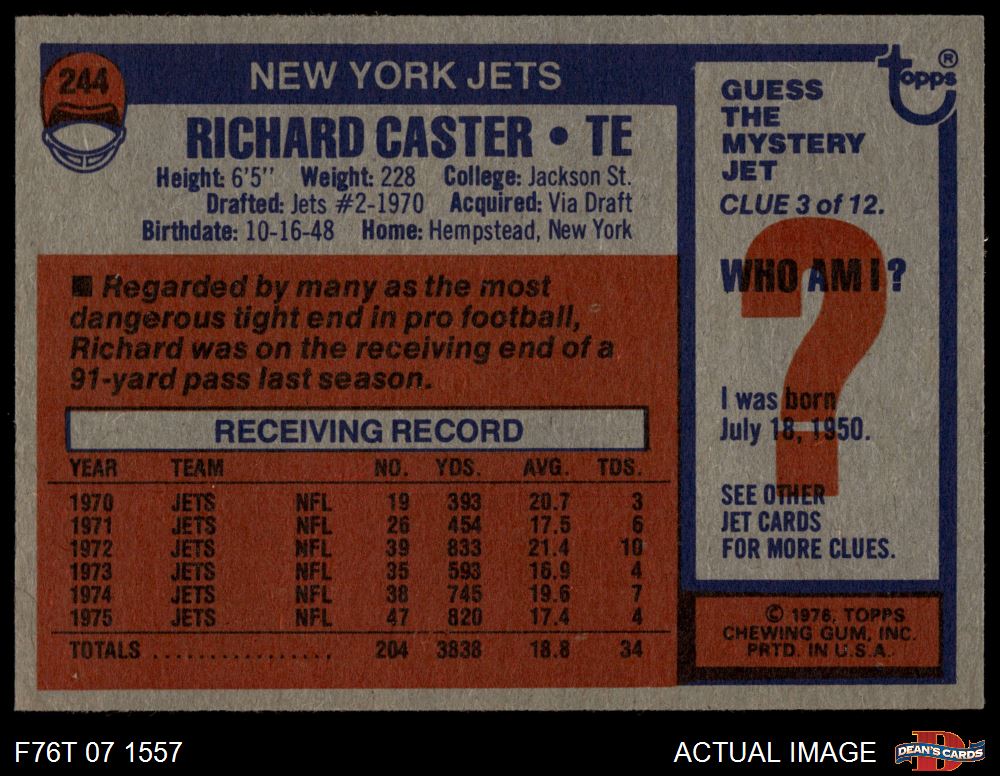 244
NEW YORK JETS
RICHARD CASTER • TE
Height: 6'5" Weight: 228 College: Jackson St.
Drafted: Jets #2-1970 Acquired: Via Draft
Birthdate: 10-16-48 Home: Hempstead, New York
■ Regarded by many as the most
dangerous tight end in pro football,
Richard was on the receiving end of a
91-yard pass last season.
RECEIVING RECORD
YEAR TEAM NO. YDS. AVG. TDS.
1970 JETS NFL 19 393 20.7 3
1971 JETS NFL 26 454 17.5 6
1972 JETS NFL 39 833 21.4 10
1973 JETS NFL 35 593 16.9 4
1974 JETS NFL 38 745 19.6 7
1975 JETS NFL 47 820 17.4 4
TOTALS ................. 204 3838 18.8 34
topps®
GUESS
THE
MYSTERY
JET
CLUE 3 of 12.
WHO AM I?
?
I was born
July 18, 1950.
SEE OTHER
JET CARDS
FOR MORE CLUES.
© 1976, TOPPS
CHEWING GUM, INC.
PRTD. IN U.S.A.
F76T 07 1557
ACTUAL IMAGE
D
DEAN'S CARDS